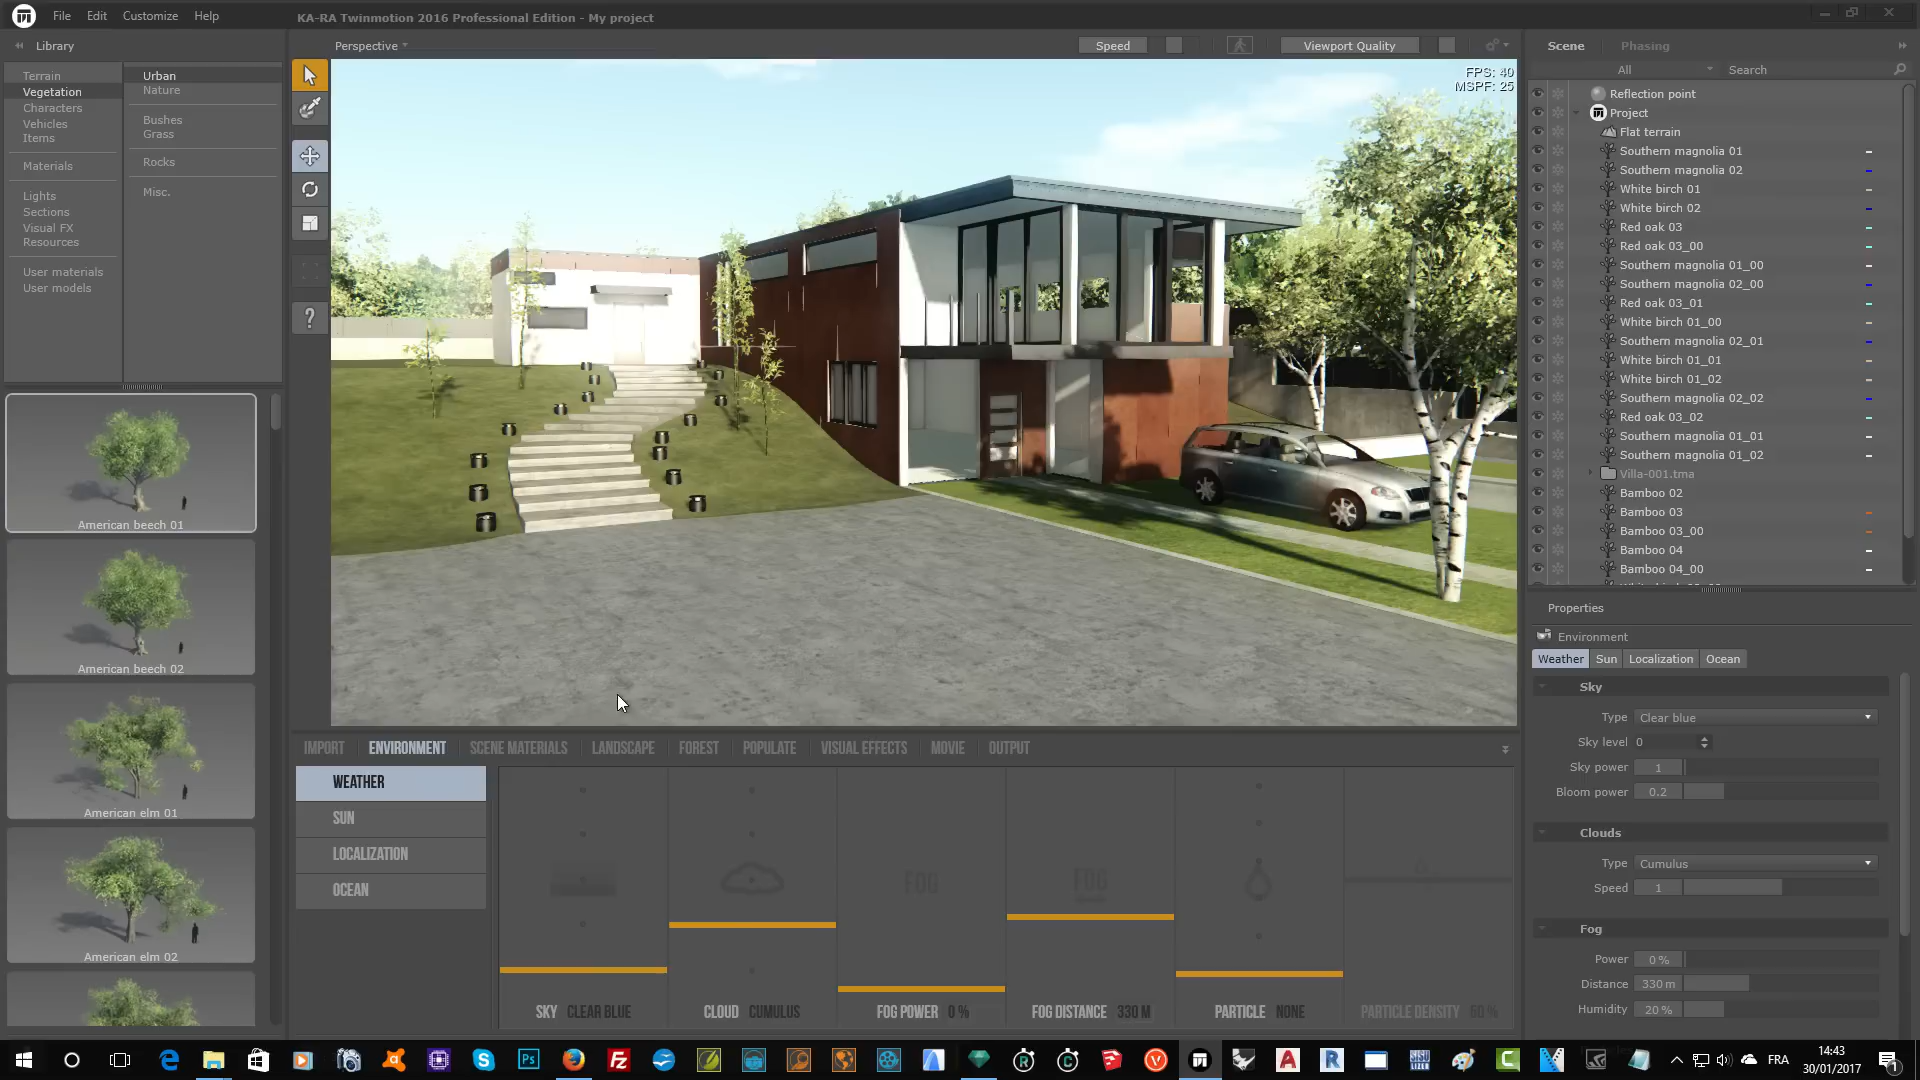 File Edit Customize Help
KA-RA Twinmotion 2016 Professional Edition - My project
Library
Terrain
Vegetation
Characters
Vehicles
Items
Materials
Lights
Sections
Visual FX
Resources
User materials
User models
Urban
Nature
Bushes
Grass
Rocks
Misc.
American beech 01
American beech 02
American elm 01
American elm 02
Perspective
Speed
Viewport Quality
FPS: 40
MSPF: 25
?
IMPORT ENVIRONMENT SCENE MATERIALS LANDSCAPE FOREST POPULATE VISUAL EFFECTS MOVIE OUTPUT
WEATHER
SUN
LOCALIZATION
OCEAN
FOG
FOG
SKY CLEAR BLUE
CLOUD CUMULUS
FOG POWER 0 %
FOG DISTANCE 330 M
PARTICLE NONE
PARTICLE DENSITY 50 %
Scene Phasing
All Search
Reflection point
Project
Flat terrain
Southern magnolia 01
Southern magnolia 02
White birch 01
White birch 02
Red oak 03
Red oak 03_00
Southern magnolia 01_00
Southern magnolia 02_00
Red oak 03_01
White birch 01_00
Southern magnolia 02_01
White birch 01_01
White birch 01_02
Southern magnolia 02_02
Red oak 03_02
Southern magnolia 01_01
Southern magnolia 01_02
Villa-001.tma
Bamboo 02
Bamboo 03
Bamboo 03_00
Bamboo 04
Bamboo 04_00
Properties
Environment
Weather Sun Localization Ocean
Sky
Type Clear blue
Sky level 0
Sky power 1
Bloom power 0.2
Clouds
Type Cumulus
Speed 1
Fog
Power 0 %
Distance 330 m
Humidity 20 %
FRA
14:43
30/01/2017